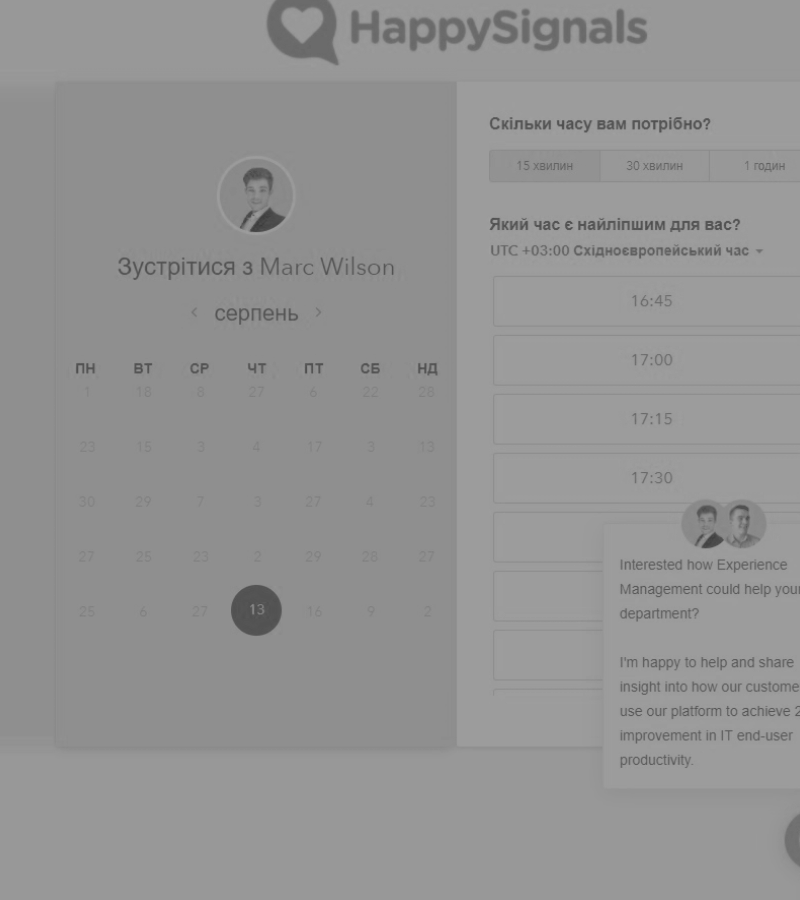 HappySignals
Зустрітися з Marc Wilson
серпень
ПН ВТ СР ЧТ ПТ СБ НД
1 18 8 27 6 22 28
23 15 3 4 17 3 13
30 29 7 3 27 4 23
27 25 23 2 29 28 27
25 6 27 13 16 9 2
Скільки часу вам потрібно?
15 хвилин 30 хвилин 1 годин
Який час є найліпшим для вас?
UTC +03:00 Східноєвропейський час
16:45
17:00
17:15
17:30
Interested how Experience
Management could help your
department?
I'm happy to help and share
insight into how our custome
use our platform to achieve 2
improvement in IT end-user
productivity.